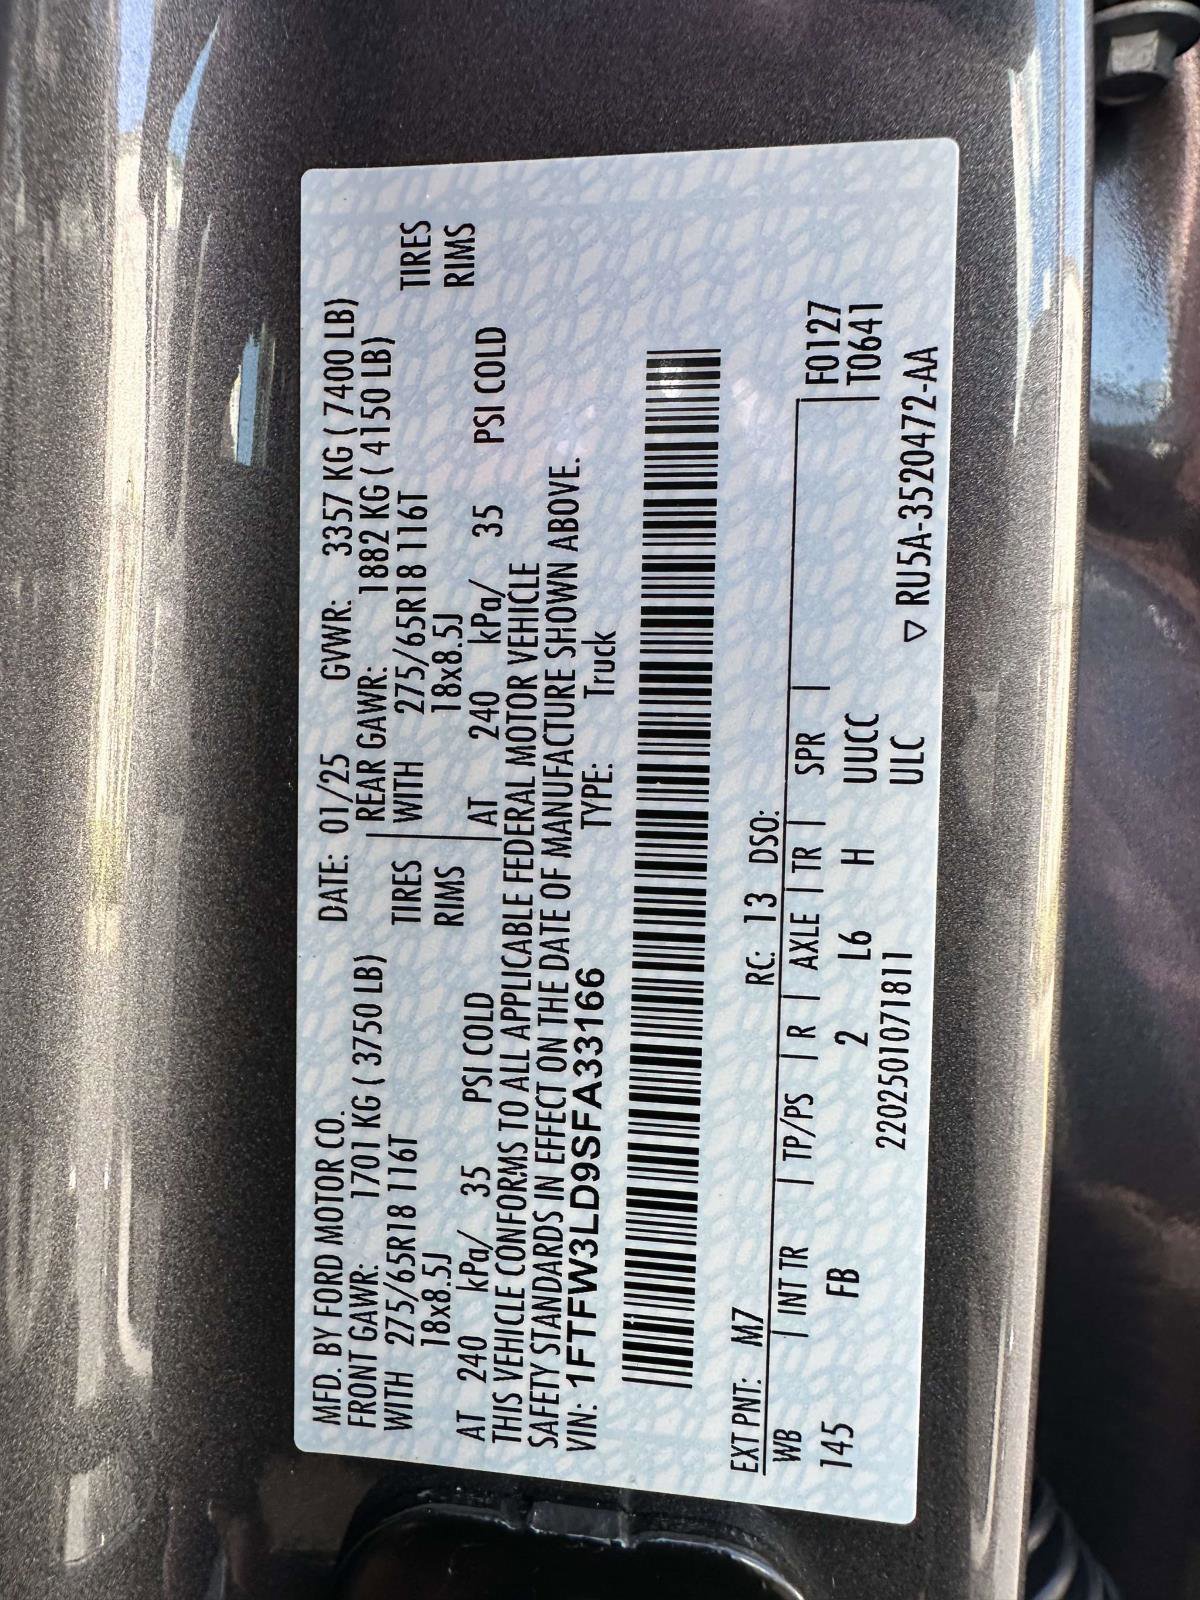 MFD. BY FORD MOTOR CO. DATE: 01/25 GVWR: 3357 KG ( 7400 LB)
FRONT GAWR: 1701 KG ( 3750 LB) REAR GAWR: 1882 KG ( 4150 LB)
WITH 275/65R18 116T TIRES WITH 275/65R18 116T TIRES
18x8.5J RIMS 18x8.5J RIMS
AT 240 kPa/ 35 PSI COLD AT 240 kPa/ 35 PSI COLD
THIS VEHICLE CONFORMS TO ALL APPLICABLE FEDERAL MOTOR VEHICLE
SAFETY STANDARDS IN EFFECT ON THE DATE OF MANUFACTURE SHOWN ABOVE.
VIN: 1FTFW3LD9SFA33166 TYPE: Truck
EXT PNT: M7 RC: 13 DSO:
WB | INT TR | TP/PS | R | AXLE | TR | SPR | F0127
145 FB 2 L6 H UUCC T0641
2202501071811 ULC ▽ RU5A-3520472-AA